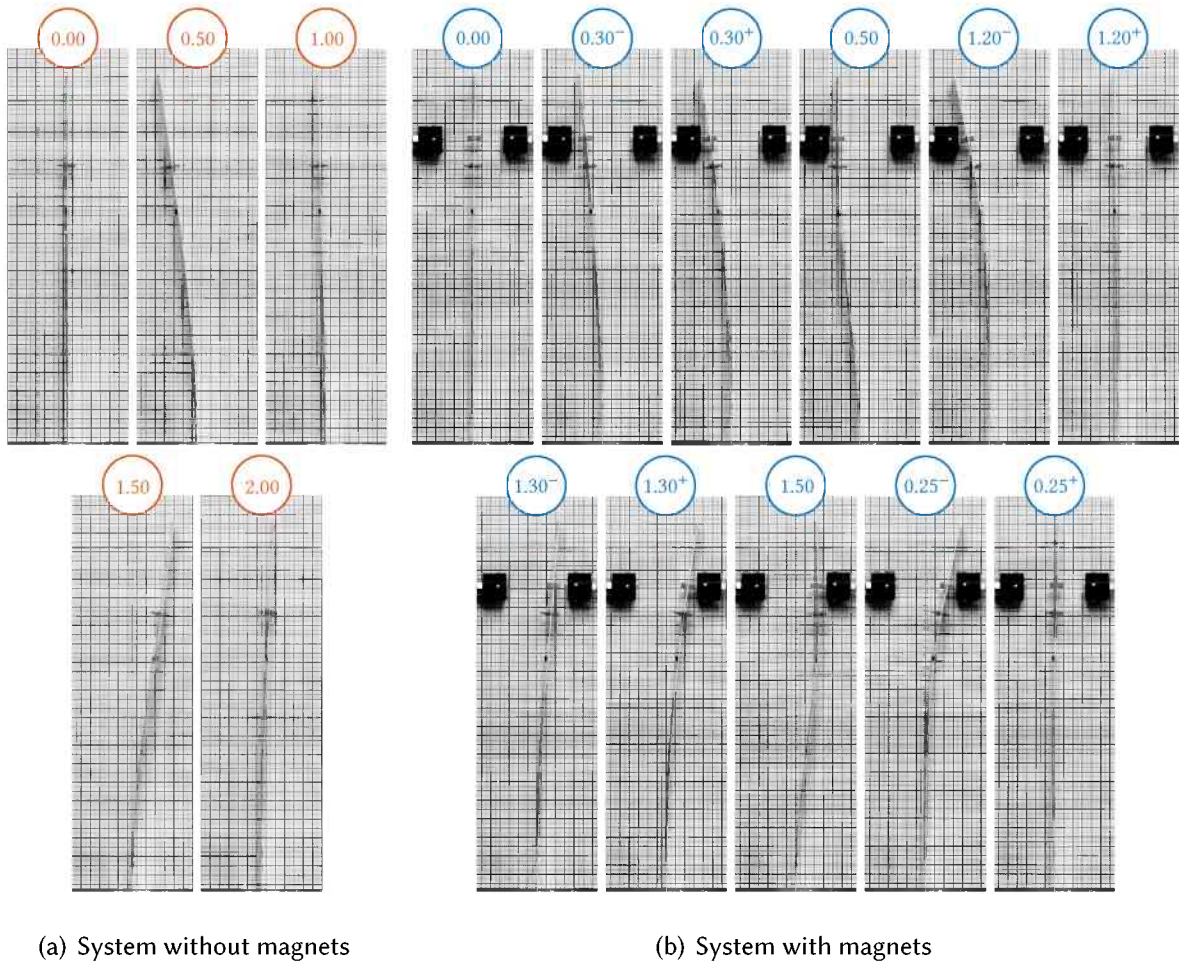 0.00 0.50 1.00 0.00 0.30⁻ 0.30⁺ 0.50 1.20⁻ 1.20⁺
1.50 2.00 1.30⁻ 1.30⁺ 1.50 0.25⁻ 0.25⁺
(a) System without magnets (b) System with magnets